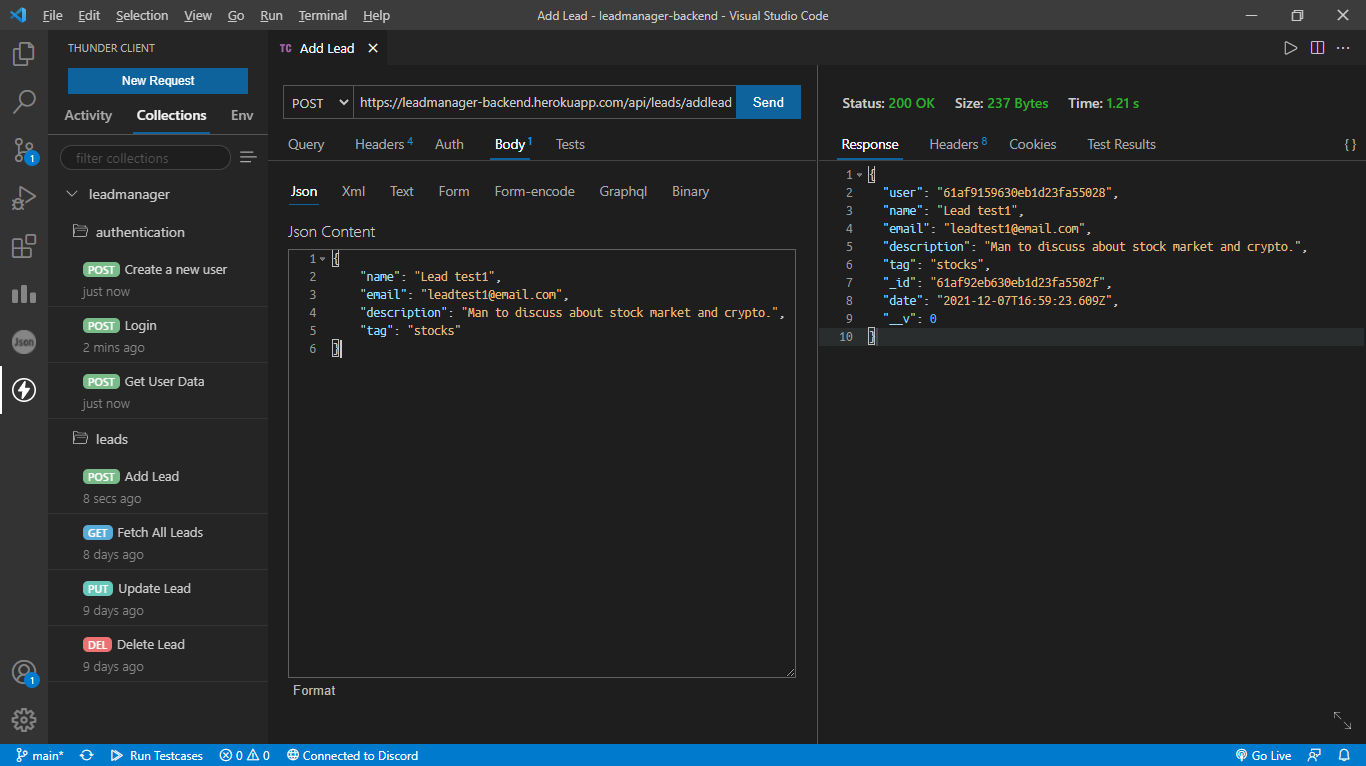 File Edit Selection View Go Run Terminal Help Add Lead - leadmanager-backend - Visual Studio Code
THUNDER CLIENT
New Request
Activity Collections Env
filter collections
leadmanager
authentication
POST Create a new user
just now
POST Login
2 mins ago
POST Get User Data
just now
leads
POST Add Lead
8 secs ago
GET Fetch All Leads
8 days ago
PUT Update Lead
9 days ago
DEL Delete Lead
9 days ago
1
Json
1
TC Add Lead
POST https://leadmanager-backend.herokuapp.com/api/leads/addlead Send
Query Headers 4 Auth Body 1 Tests
Json Xml Text Form Form-encode Graphql Binary
Json Content
1 {
2 "name": "Lead test1",
3 "email": "leadtest1@email.com",
4 "description": "Man to discuss about stock market and crypto.",
5 "tag": "stocks"
6 }
Format
Status: 200 OK Size: 237 Bytes Time: 1.21 s
Response Headers 8 Cookies Test Results { }
1 {
2 "user": "61af9159630eb1d23fa55028",
3 "name": "Lead test1",
4 "email": "leadtest1@email.com",
5 "description": "Man to discuss about stock market and crypto.",
6 "tag": "stocks",
7 "_id": "61af92eb630eb1d23fa5502f",
8 "date": "2021-12-07T16:59:23.609Z",
9 "__v": 0
10 }
main* Run Testcases 0 0 Connected to Discord Go Live